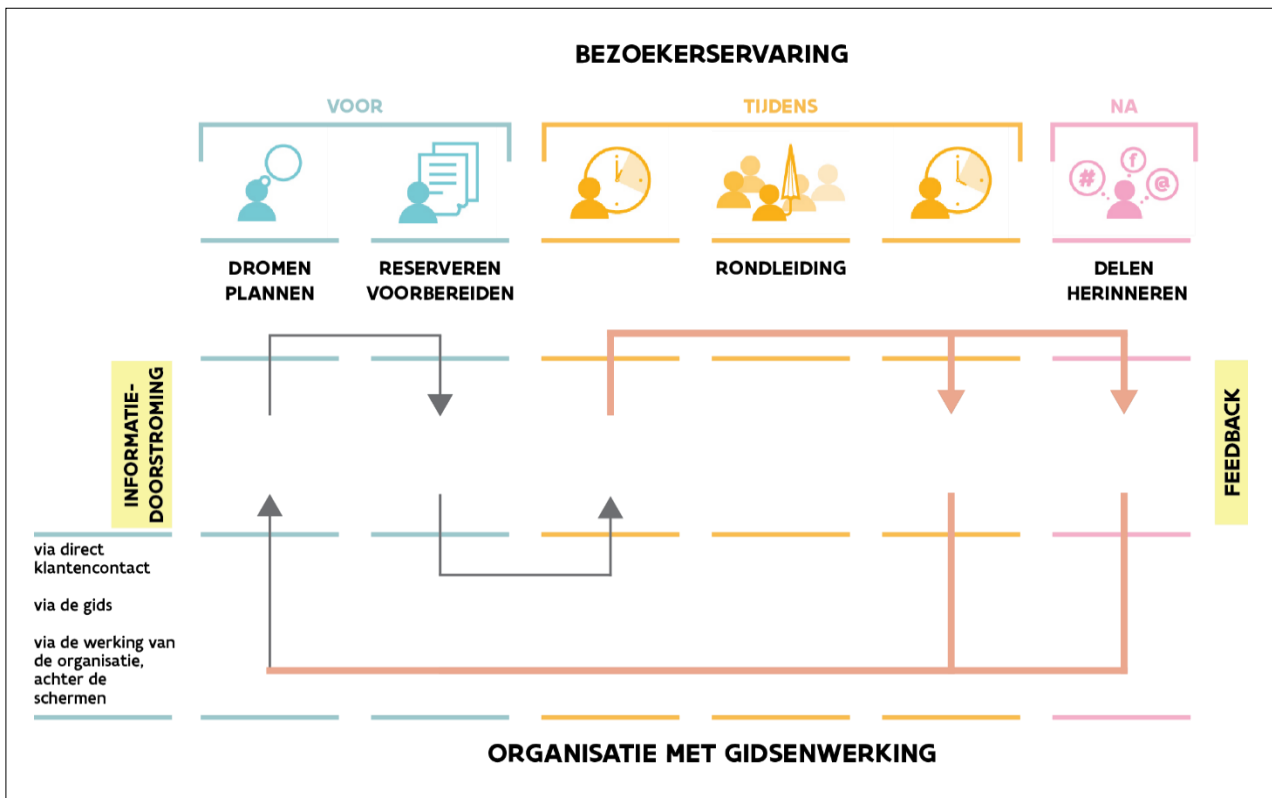 BEZOEKERSERVARING
VOOR
TIJDENS
NA
#
f
@
DROMEN
PLANNEN
RESERVEREN
VOORBEREIDEN
RONDLEIDING
DELEN
HERINNEREN
INFORMATIE-
DOORSTROMING
FEEDBACK
via direct
klantencontact
via de gids
via de werking van
de organisatie,
achter de
schermen
ORGANISATIE MET GIDSENWERKING